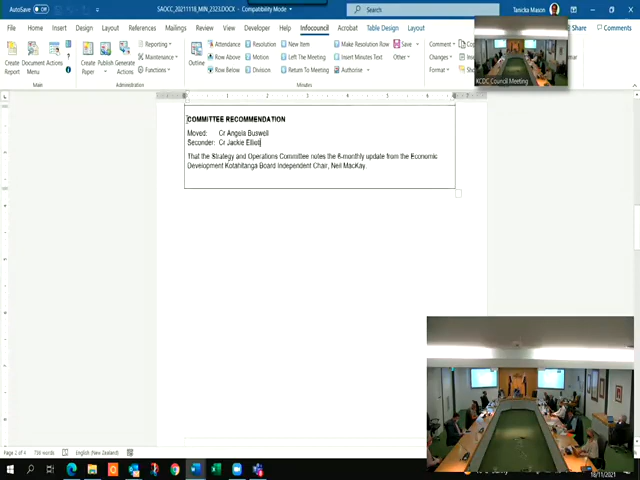 AutoSave Off
SAOCC_20211118_MIN_2323.DOCX - Compatibility Mode
Search
Tanicka Mason
File Home Insert Draw Design Layout References Mailings Review View Developer Help Infocouncil Acrobat Table Design Layout
Share Comments
Create Report
Document Menu
Actions
Create Paper
Publish
Generate Actions
Reporting
Maintenance
Functions
Outline
Attendance
Row Above
Row Below
Resolution
Motion
Division
New Item
Left The Meeting
Return To Meeting
Make Resolution Row
Insert Minutes Text
Authorise
Save
Other
Comment
Changes
Format
Main
Administration
Minutes
KCDC Council Meeting
COMMITTEE RECOMMENDATION
Moved: Cr Angela Buswell
Seconder: Cr Jackie Elliott
That the Strategy and Operations Committee notes the 6-monthly update from the Economic
Development Kotahitanga Board Independent Chair, Neil MacKay.
Page 2 of 4
English (New Zealand)
18/11/2021